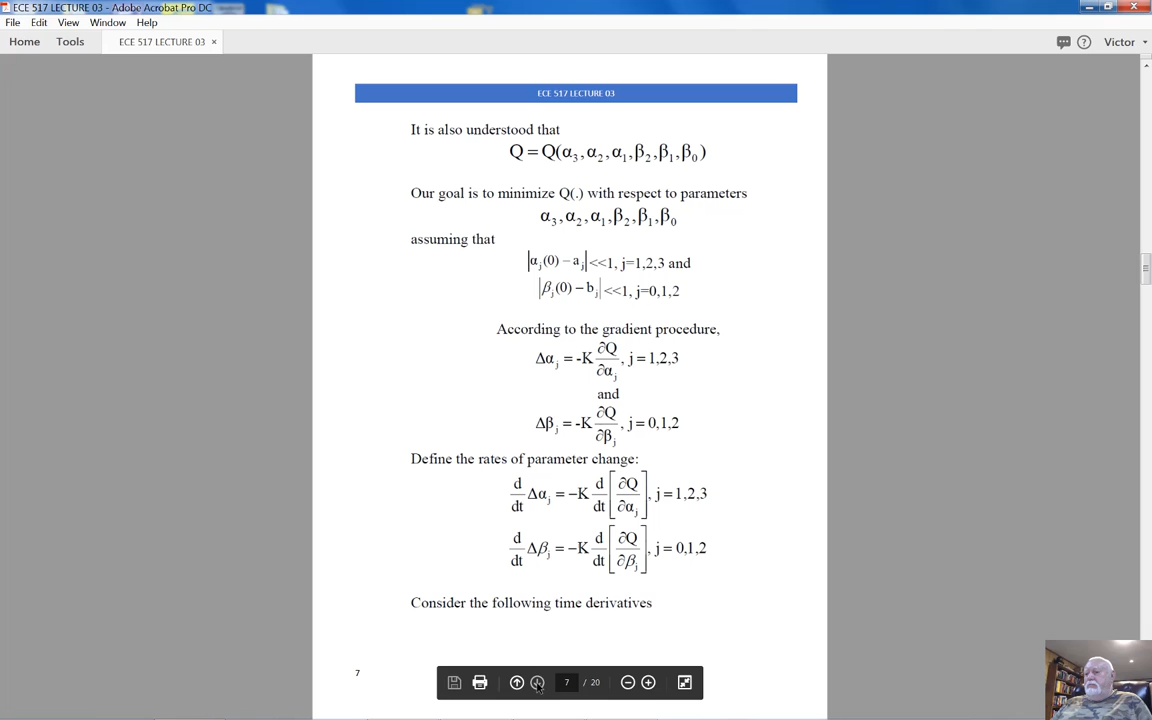 ECE 517 LECTURE 03 - Adobe Acrobat Pro DC
File Edit View Window Help
Home Tools ECE 517 LECTURE 03 × Victor
ECE 517 LECTURE 03
It is also understood that
Q = Q(α₃,α₂,α₁,β₂,β₁,β₀)
Our goal is to minimize Q(.) with respect to parameters
α₃,α₂,α₁,β₂,β₁,β₀
assuming that
|αⱼ(0) – aⱼ| <<1, j=1,2,3 and
|βⱼ(0) – bⱼ| <<1, j=0,1,2
According to the gradient procedure,
Δαⱼ = -K ∂Q/∂αⱼ, j = 1,2,3
and
Δβⱼ = -K ∂Q/∂βⱼ, j = 0,1,2
Define the rates of parameter change:
d/dt Δαⱼ = −K d/dt [∂Q/∂αⱼ], j = 1,2,3
d/dt Δβⱼ = −K d/dt [∂Q/∂βⱼ], j = 0,1,2
Consider the following time derivatives
7
7 / 20